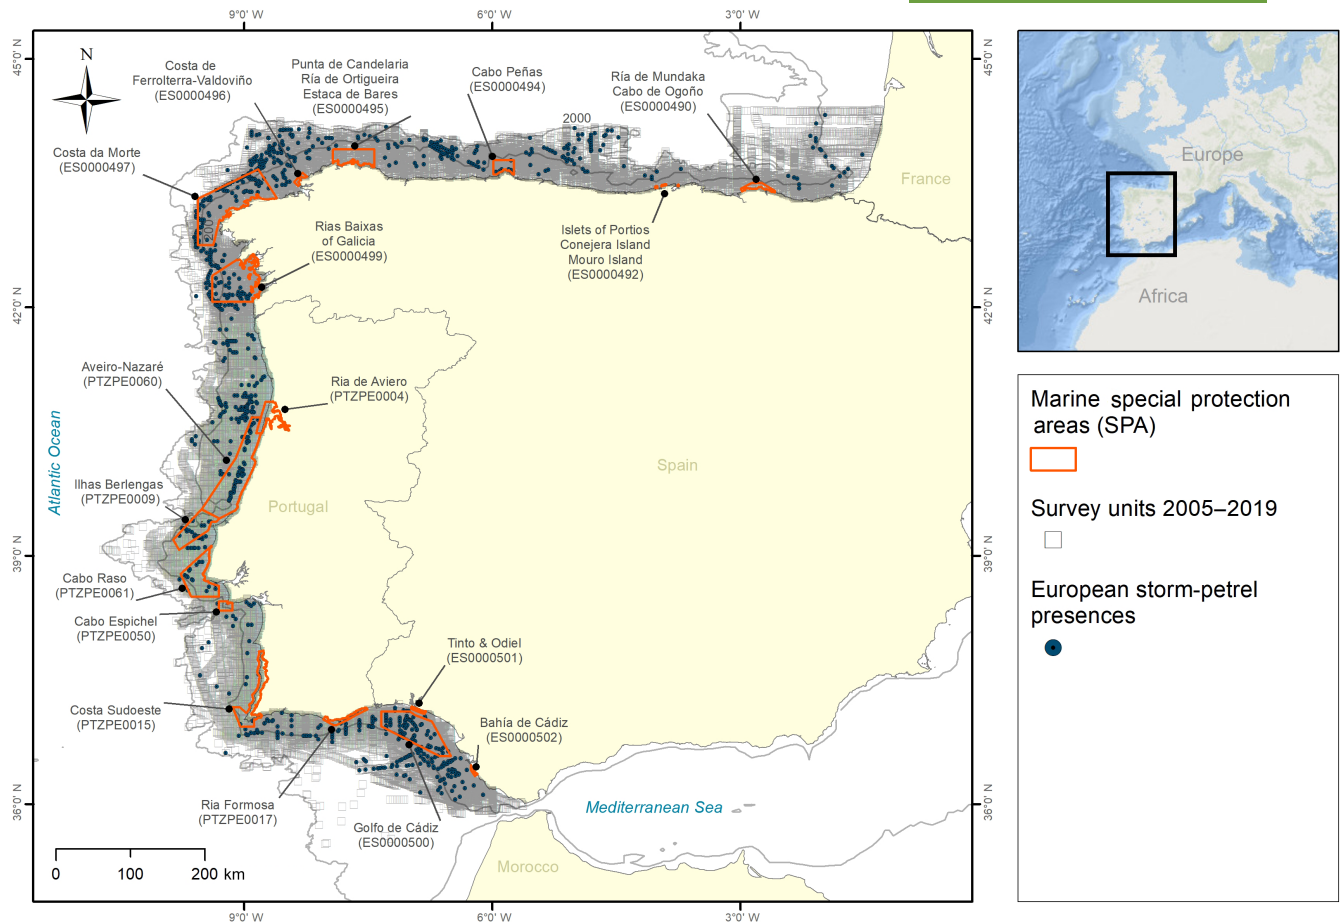 9°0' W
6°0' W
3°0' W
45°0' N
45°0' N
N
Costa de
Ferrolterra-Valdoviño
(ES0000496)
Punta de Candelaria
Ría de Ortigueira
Estaca de Bares
(ES0000495)
Cabo Peñas
(ES0000494)
Ría de Mundaka
Cabo de Ogoño
(ES0000490)
2000
Costa da Morte
(ES0000497)
France
Rias Baixas
of Galicia
(ES0000499)
Islets of Portios
Conejera Island
Mouro Island
(ES0000492)
42°0' N
42°0' N
Aveiro-Nazaré
(PTZPE0060)
Ria de Aviero
(PTZPE0004)
Atlantic Ocean
Spain
Ilhas Berlengas
(PTZPE0009)
Portugal
39°0' N
39°0' N
Cabo Raso
(PTZPE0061)
Cabo Espichel
(PTZPE0050)
Tinto & Odiel
(ES0000501)
Costa Sudoeste
(PTZPE0015)
Bahía de Cádiz
(ES0000502)
Ria Formosa
(PTZPE0017)
Golfo de Cádiz
(ES0000500)
Mediterranean Sea
36°0' N
36°0' N
Morocco
0 100 200 km
9°0' W
6°0' W
3°0' W
Europe
Africa
Marine special protection
areas (SPA)
Survey units 2005–2019
European storm-petrel
presences